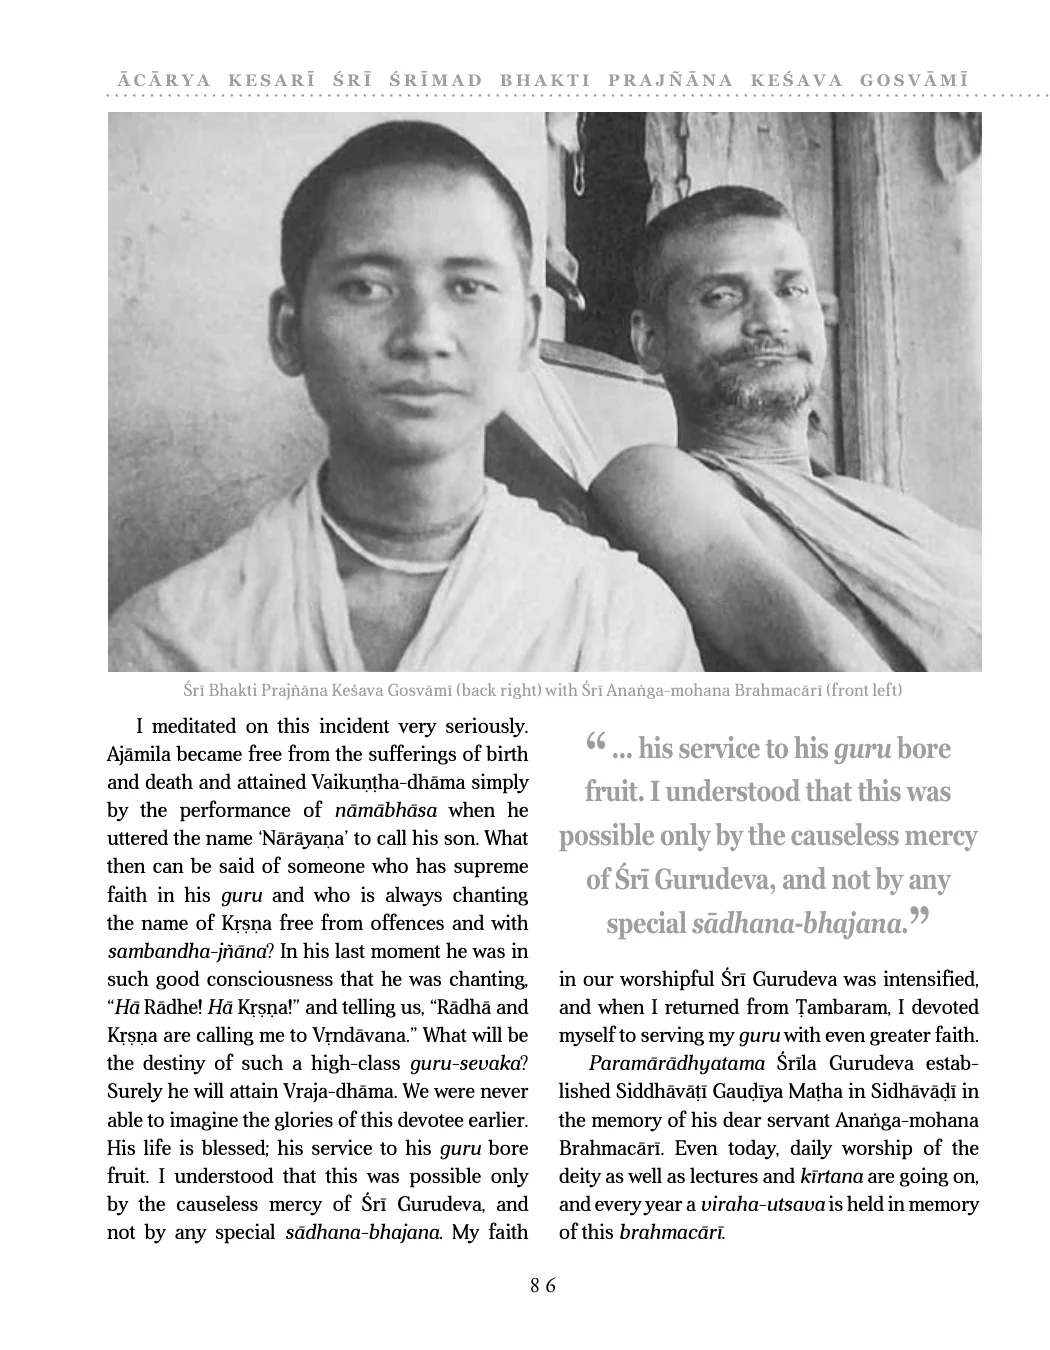 ĀCĀRYA KESARĪ ŚRĪ ŚRĪMAD BHAKTI PRAJÑĀNA KEŚAVA GOSVĀMĪ
Śrī Bhakti Prajñāna Keśava Gosvāmī (back right) with Śrī Anaṅga-mohana Brahmacārī (front left)
I meditated on this incident very seriously.
Ajāmila became free from the sufferings of birth
and death and attained Vaikuṇṭha-dhāma simply
by the performance of nāmābhāsa when he
uttered the name ‘Nārāyaṇa’ to call his son. What
then can be said of someone who has supreme
faith in his guru and who is always chanting
the name of Kṛṣṇa free from offences and with
sambandha-jñāna? In his last moment he was in
such good consciousness that he was chanting,
“Hā Rādhe! Hā Kṛṣṇa!” and telling us, “Rādhā and
Kṛṣṇa are calling me to Vṛndāvana.” What will be
the destiny of such a high-class guru-sevaka?
Surely he will attain Vraja-dhāma. We were never
able to imagine the glories of this devotee earlier.
His life is blessed; his service to his guru bore
fruit. I understood that this was possible only
by the causeless mercy of Śrī Gurudeva, and
not by any special sādhana-bhajana. My faith
“ ... his service to his guru bore
fruit. I understood that this was
possible only by the causeless mercy
of Śrī Gurudeva, and not by any
special sādhana-bhajana.”
in our worshipful Śrī Gurudeva was intensified,
and when I returned from Ṭambaram, I devoted
myself to serving my guru with even greater faith.
Paramārādhyatama Śrīla Gurudeva estab-
lished Siddhāvāṭī Gauḍīya Maṭha in Sidhāvāḍī in
the memory of his dear servant Anaṅga-mohana
Brahmacārī. Even today, daily worship of the
deity as well as lectures and kīrtana are going on,
and every year a viraha-utsava is held in memory
of this brahmacārī.
86